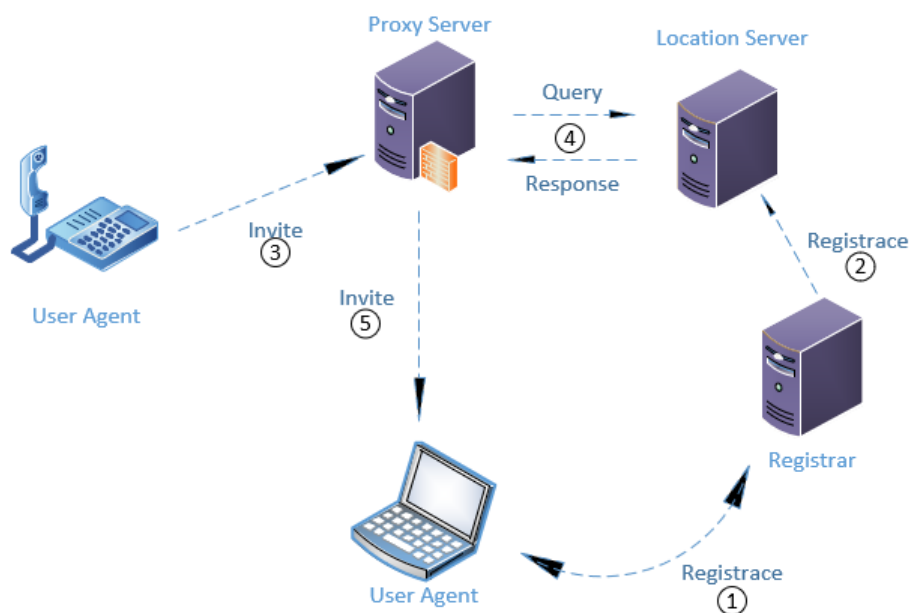 Proxy Server
Location Server
Query
4
Response
Invite
3
User Agent
Registrace
2
Invite
5
Registrar
Registrace
1
User Agent